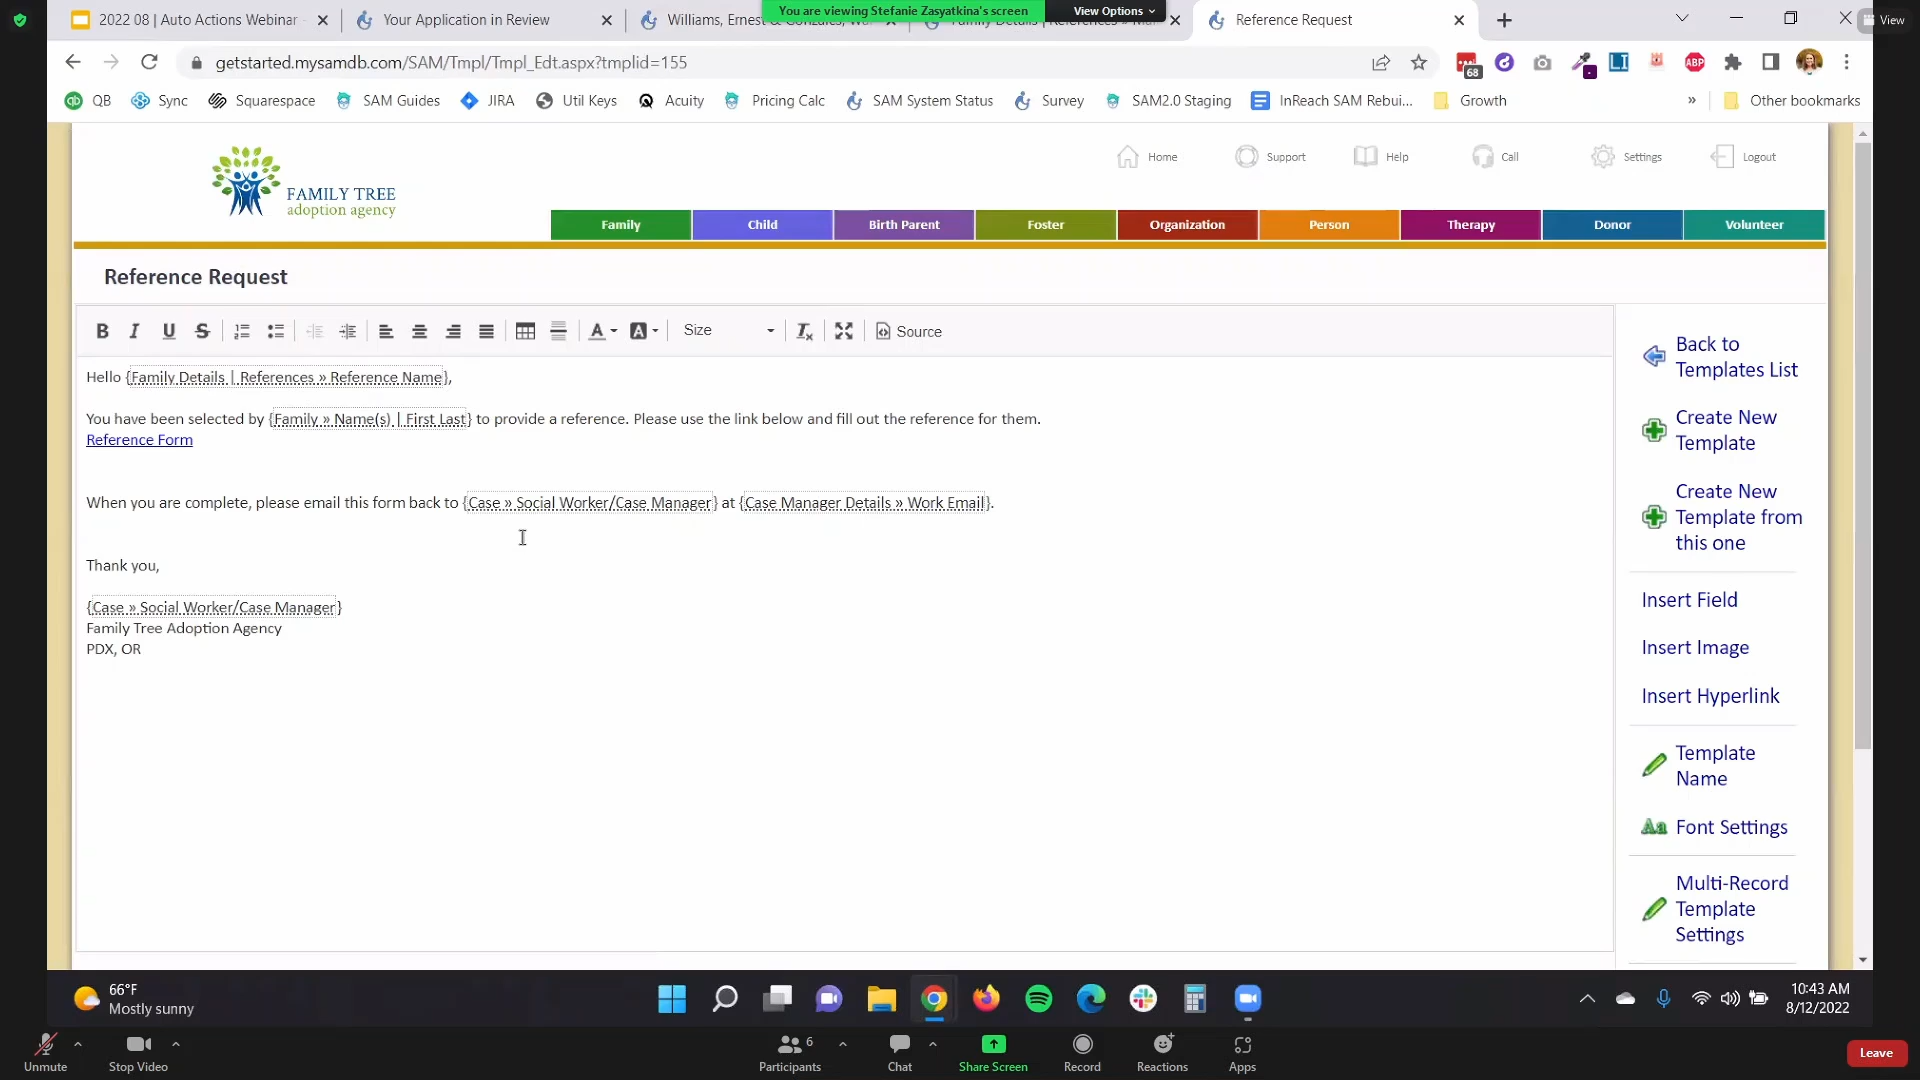 You are viewing Stefanie Zasyatkina's screen
View Options
View
2022 08 | Auto Actions Webinar
Your Application in Review
Williams, Ernest & Gonzales,
Family Details | References »
Reference Request
getstarted.mysamdb.com/SAM/Tmpl/Tmpl_Edt.aspx?tmplid=155
68
LI
ABP
QB
Sync
Squarespace
SAM Guides
JIRA
Util Keys
Acuity
Pricing Calc
SAM System Status
Survey
SAM2.0 Staging
InReach SAM Rebui...
Growth
»
Other bookmarks
FAMILY TREE
adoption agency
Home
Support
Help
Call
Settings
Logout
Family
Child
Birth Parent
Foster
Organization
Person
Therapy
Donor
Volunteer
Reference Request
Size
Source
Hello {Family Details | References » Reference Name},
You have been selected by {Family » Name(s) | First Last} to provide a reference. Please use the link below and fill out the reference for them.
Reference Form
When you are complete, please email this form back to {Case » Social Worker/Case Manager} at {Case Manager Details » Work Email}.
Thank you,
{Case » Social Worker/Case Manager}
Family Tree Adoption Agency
PDX, OR
Back to
Templates List
Create New
Template
Create New
Template from
this one
Insert Field
Insert Image
Insert Hyperlink
Template
Name
Font Settings
Multi-Record
Template
Settings
66°F
Mostly sunny
10:43 AM
8/12/2022
Unmute
Stop Video
6
Participants
Chat
Share Screen
Record
Reactions
Apps
Leave